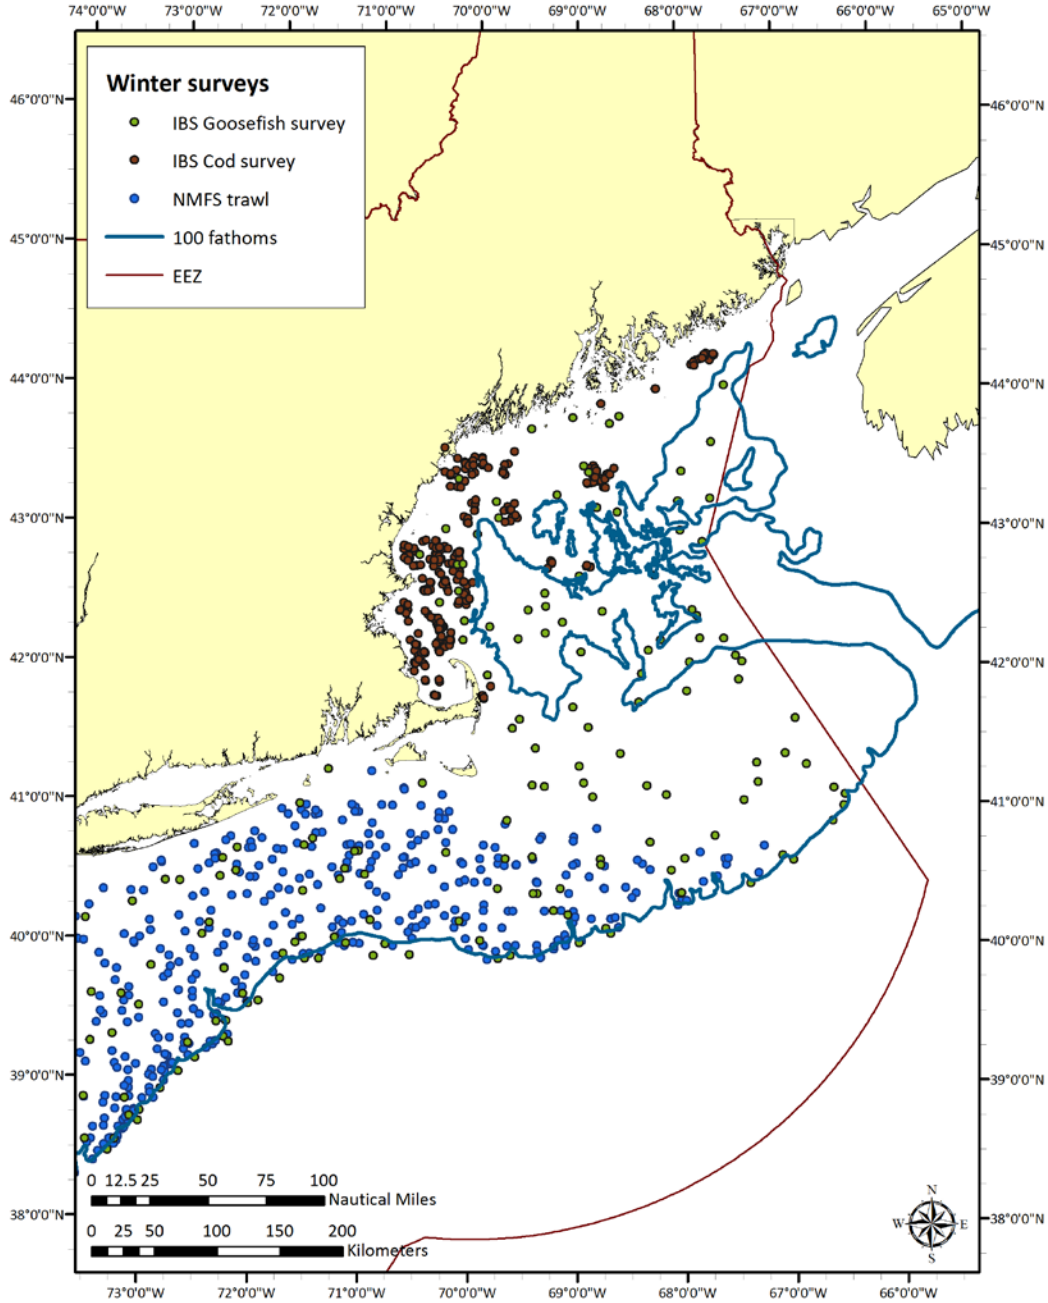 74°0'0"W 73°0'0"W 72°0'0"W 71°0'0"W 70°0'0"W 69°0'0"W 68°0'0"W 67°0'0"W 66°0'0"W 65°0'0"W
Winter surveys
IBS Goosefish survey
IBS Cod survey
NMFS trawl
100 fathoms
EEZ
46°0'0"N 46°0'0"N
45°0'0"N 45°0'0"N
44°0'0"N 44°0'0"N
43°0'0"N 43°0'0"N
42°0'0"N 42°0'0"N
41°0'0"N 41°0'0"N
40°0'0"N 40°0'0"N
39°0'0"N 39°0'0"N
38°0'0"N 38°0'0"N
0 12.5 25 50 75 100
Nautical Miles
0 25 50 100 150 200
Kilometers
N
W E
S
73°0'0"W 72°0'0"W 71°0'0"W 70°0'0"W 69°0'0"W 68°0'0"W 67°0'0"W 66°0'0"W